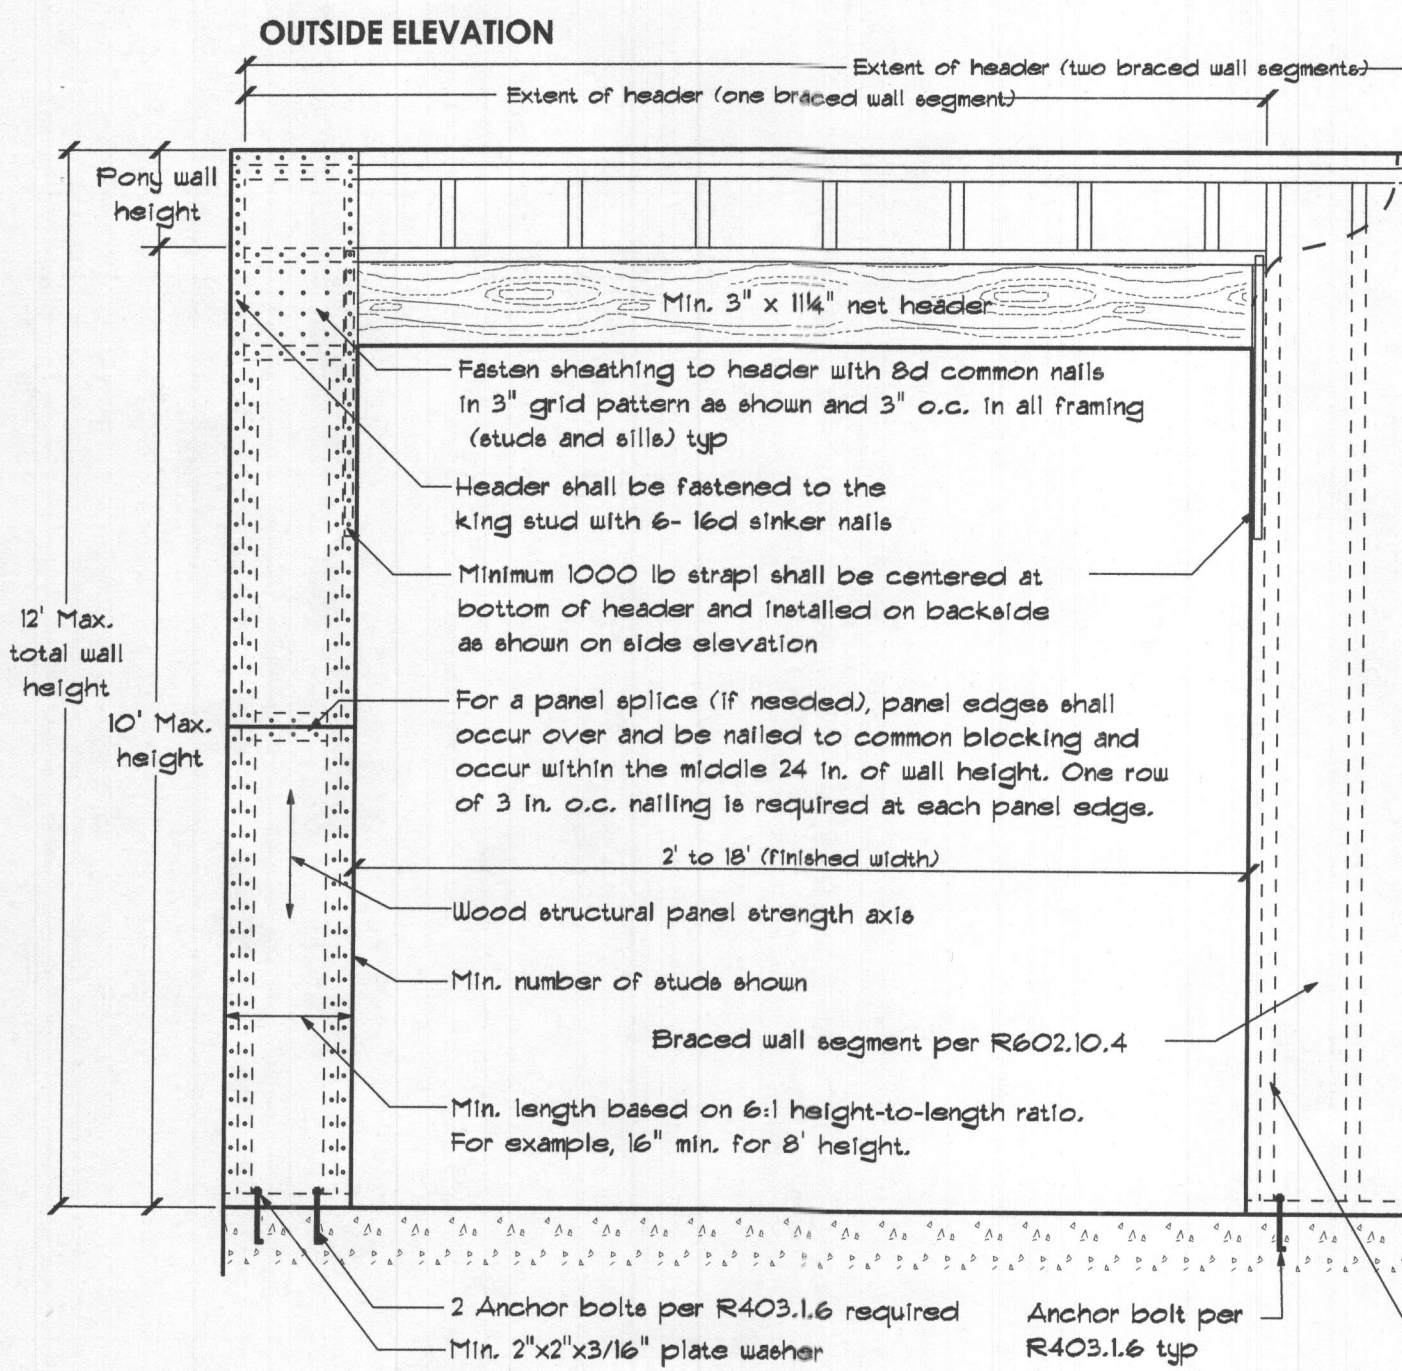 OUTSIDE ELEVATION
Extent of header (two braced wall segments)
Extent of header (one braced wall segment)
Pony wall
height
Min. 3" x 11¼" net header
Fasten sheathing to header with 8d common nails
in 3" grid pattern as shown and 3" o.c. in all framing
(studs and sills) typ
Header shall be fastened to the
king stud with 6- 16d sinker nails
Minimum 1000 lb strap1 shall be centered at
bottom of header and installed on backside
as shown on side elevation
12' Max.
total wall
height
10' Max.
height
For a panel splice (if needed), panel edges shall
occur over and be nailed to common blocking and
occur within the middle 24 in. of wall height. One row
of 3 in. o.c. nailing is required at each panel edge.
2' to 18' (finished width)
Wood structural panel strength axis
Min. number of studs shown
Braced wall segment per R602.10.4
Min. length based on 6:1 height-to-length ratio.
For example, 16" min. for 8' height.
2 Anchor bolts per R403.1.6 required
Min. 2"x2"x3/16" plate washer
Anchor bolt per
R403.1.6 typ